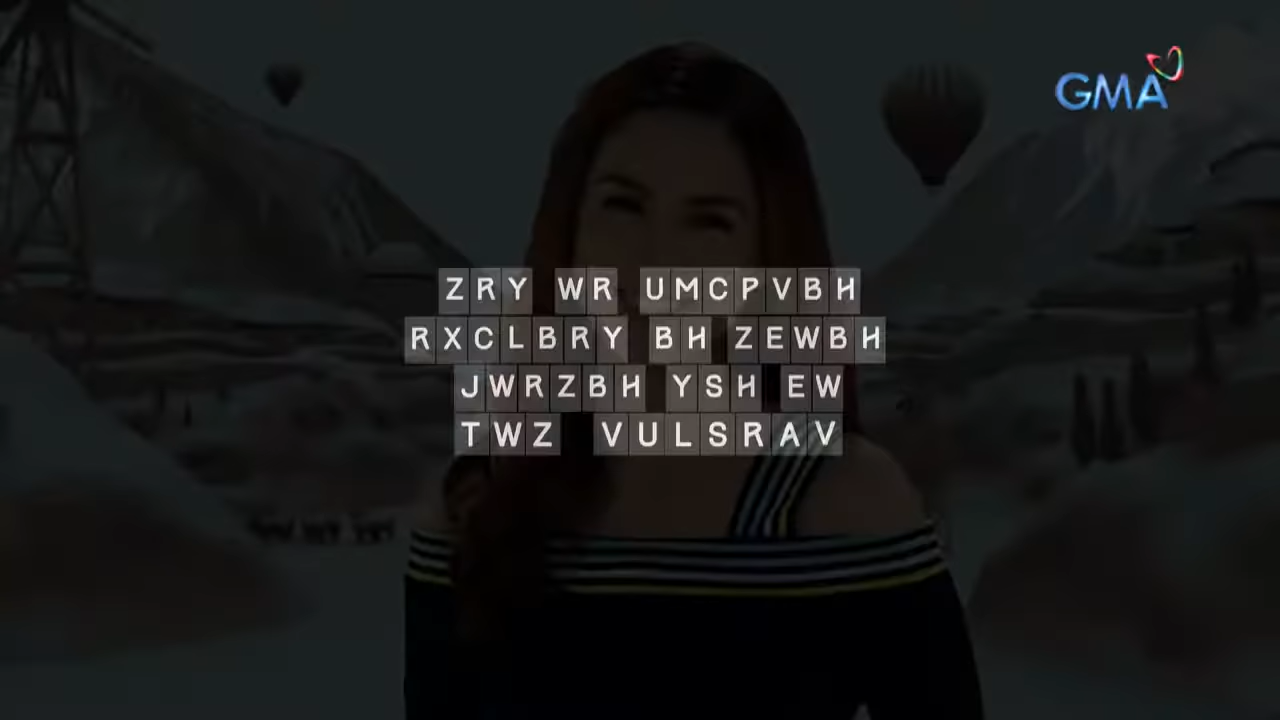 GMA
ZRY WR UMCPVBH
RXCLBRY BH ZEWBH
JWRZBH YSH EW
TWZ VULSRAV